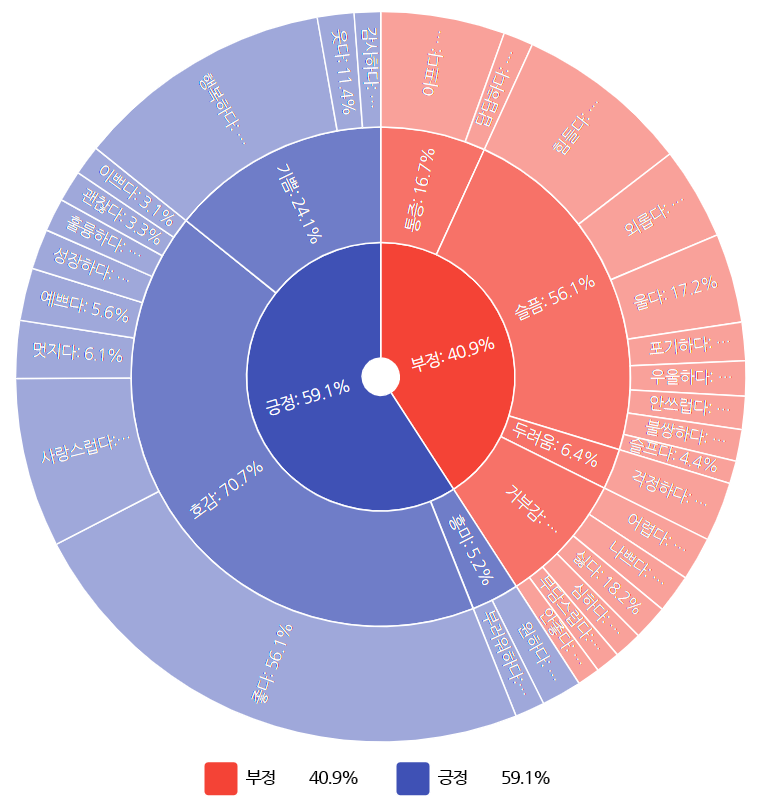 아프다: …
답답하다: …
힘들다: …
외롭다: …
울다: 17.2%
포기하다: …
우울하다: …
안쓰럽다: …
불쌍하다: …
슬프다: 4.4%
걱정하다: …
어렵다: …
나쁘다: …
싫다: 18.2%
심하다: …
부담스럽다:…
안좋다: …
원하다: …
부러워하다:…
좋다: 56.1%
사랑스럽다:…
멋지다: 6.1%
예쁘다: 5.6%
성장하다: …
훌륭하다: …
괜찮다: 3.3%
이쁘다: 3.1%
행복하다: …
웃다: 11.4%
감사하다: …
통증: 16.7%
슬픔: 56.1%
두려움: 6.4%
거부감: …
흥미: 5.2%
호감: 70.7%
기쁨: 24.1%
부정: 40.9%
긍정: 59.1%
부정 40.9% 긍정 59.1%